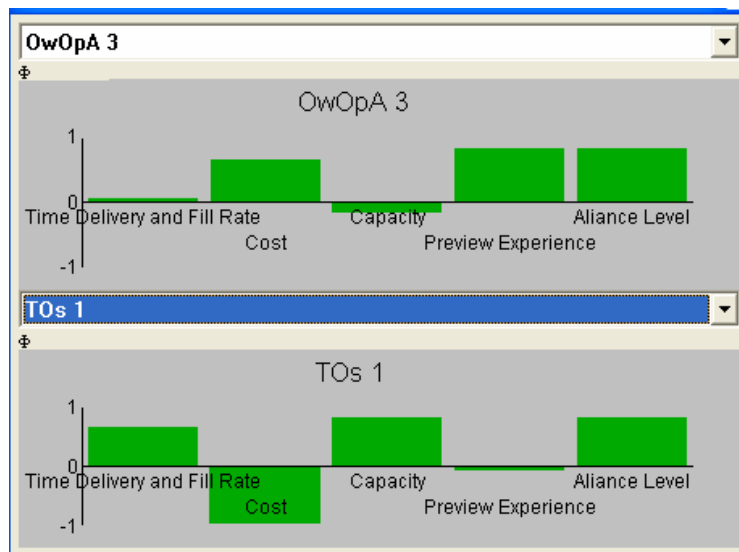 OwOpA 3
Φ
OwOpA 3
1
0
Time Delivery and Fill Rate Capacity Aliance Level
Cost Preview Experience
-1
TOs 1
Φ
TOs 1
1
0
Time Delivery and Fill Rate Capacity Aliance Level
Cost Preview Experience
-1